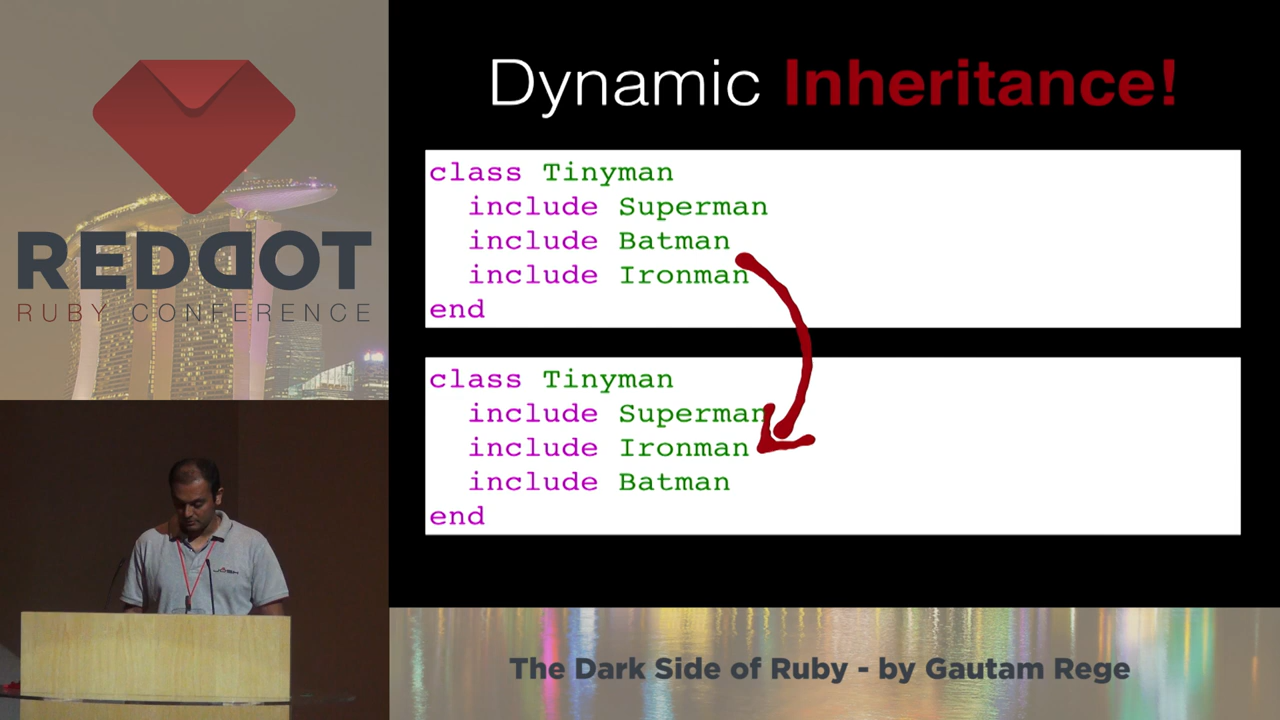 REDDOT
RUBY CONFERENCE
Dynamic Inheritance!
class Tinyman
include Superman
include Batman
include Ironman
end
class Tinyman
include Superman
include Ironman
include Batman
end
The Dark Side of Ruby - by Gautam Rege